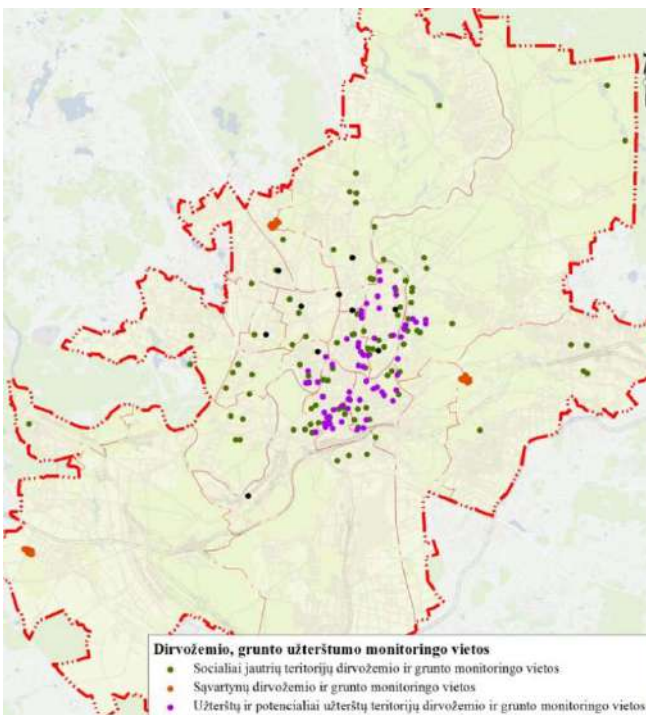 Dirvožemio, grunto užterštumo monitoringo vietos
Socialiai jautrių teritorijų dirvožemio ir grunto monitoringo vietos
Sąvartynų dirvožemio ir grunto monitoringo vietos
Užterštų ir potencialiai užterštų teritorijų dirvožemio ir grunto monitoringo vietos